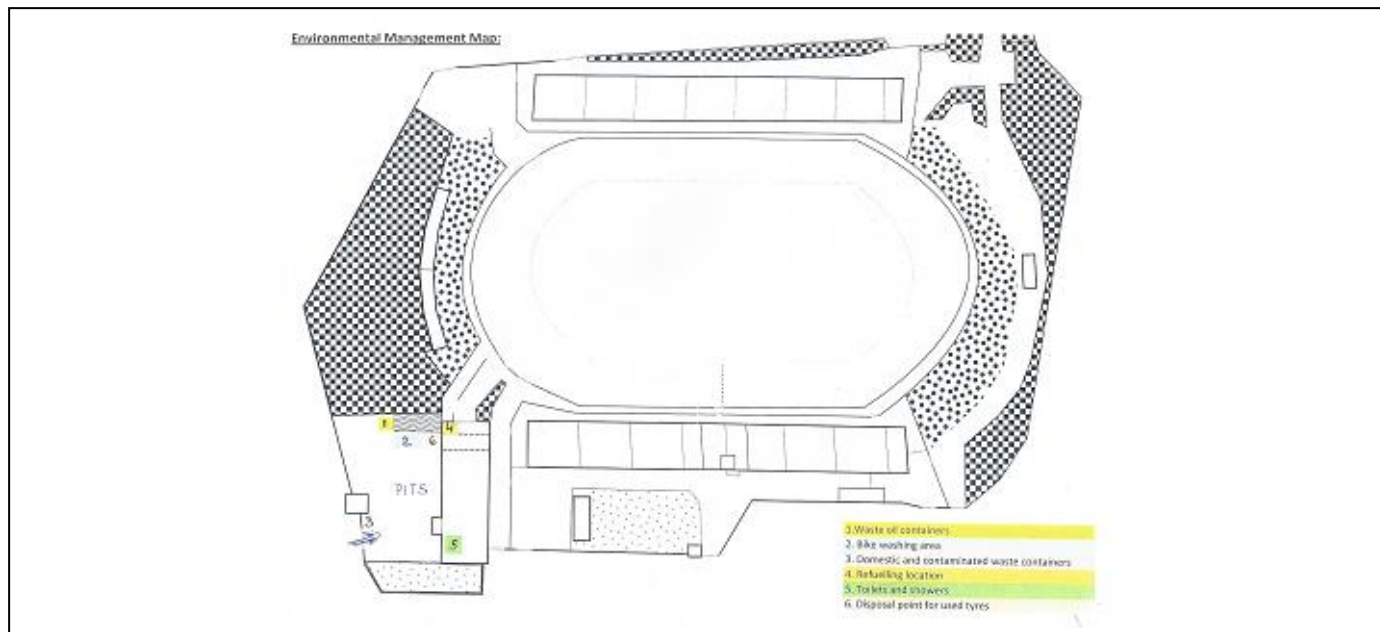 Environmental Management Map:
1 4
2 6
PITS
3
5
1. Waste oil containers
2. Bike washing area
3. Domestic and contaminated waste containers
4. Refuelling location
5. Toilets and showers
6. Disposal point for used tyres